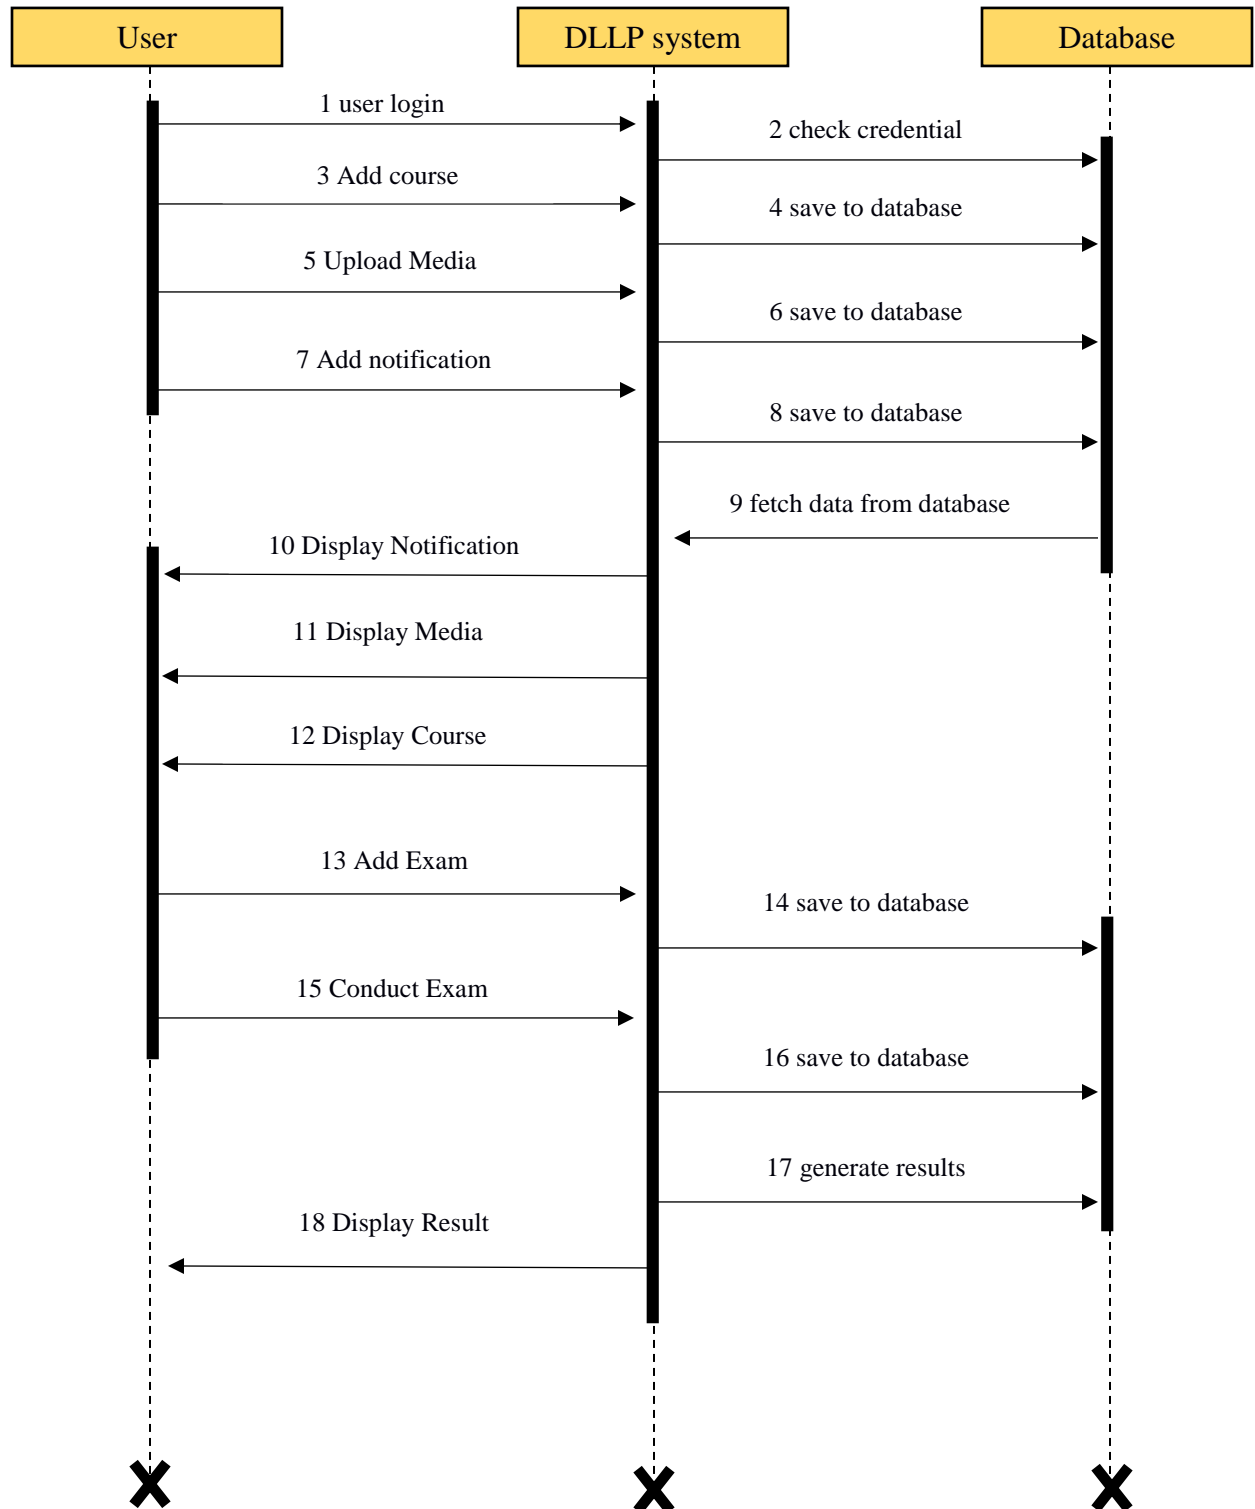 User
DLLP system
Database
1 user login
2 check credential
3 Add course
4 save to database
5 Upload Media
6 save to database
7 Add notification
8 save to database
9 fetch data from database
10 Display Notification
11 Display Media
12 Display Course
13 Add Exam
14 save to database
15 Conduct Exam
16 save to database
17 generate results
18 Display Result